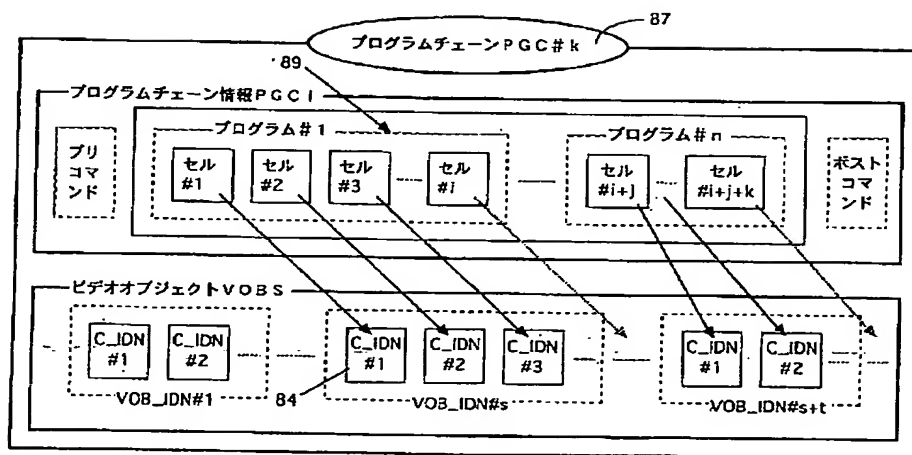 87
プログラムチェーンPGC#k
89
プログラムチェーン情報PGCI
プログラム#1
プログラム#n
プリ
コマ
ンド
セル
#1
セル
#2
セル
#3
セル
#i
セル
#i+j
セル
#i+j+k
ポスト
コマ
ンド
ビデオオブジェクトVOBS
C_IDN
#1
C_IDN
#2
C_IDN
#1
C_IDN
#2
C_IDN
#3
C_IDN
#1
C_IDN
#2
84
VOB_IDN#1
VOB_IDN#s
VOB_IDN#s+t